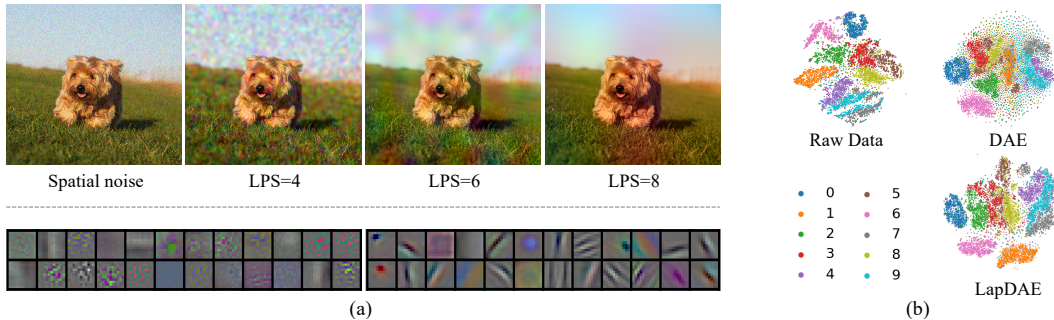 Spatial noise
LPS=4
LPS=6
LPS=8
(a)
Raw Data
DAE
0
5
1
6
2
7
3
8
4
9
LapDAE
(b)